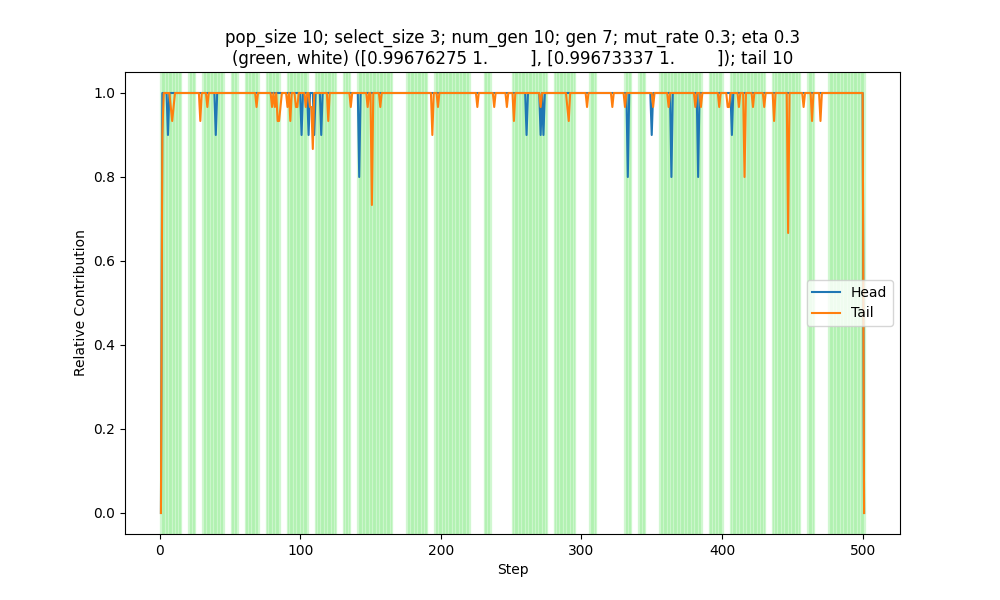 pop_size 10; select_size 3; num_gen 10; gen 7; mut_rate 0.3; eta 0.3
(green, white) ([0.99676275 1.         ], [0.99673337 1.         ]); tail 10
1.0
0.8
0.6
0.4
0.2
0.0
Relative Contribution
Head
Tail
0
100
200
300
400
500
Step